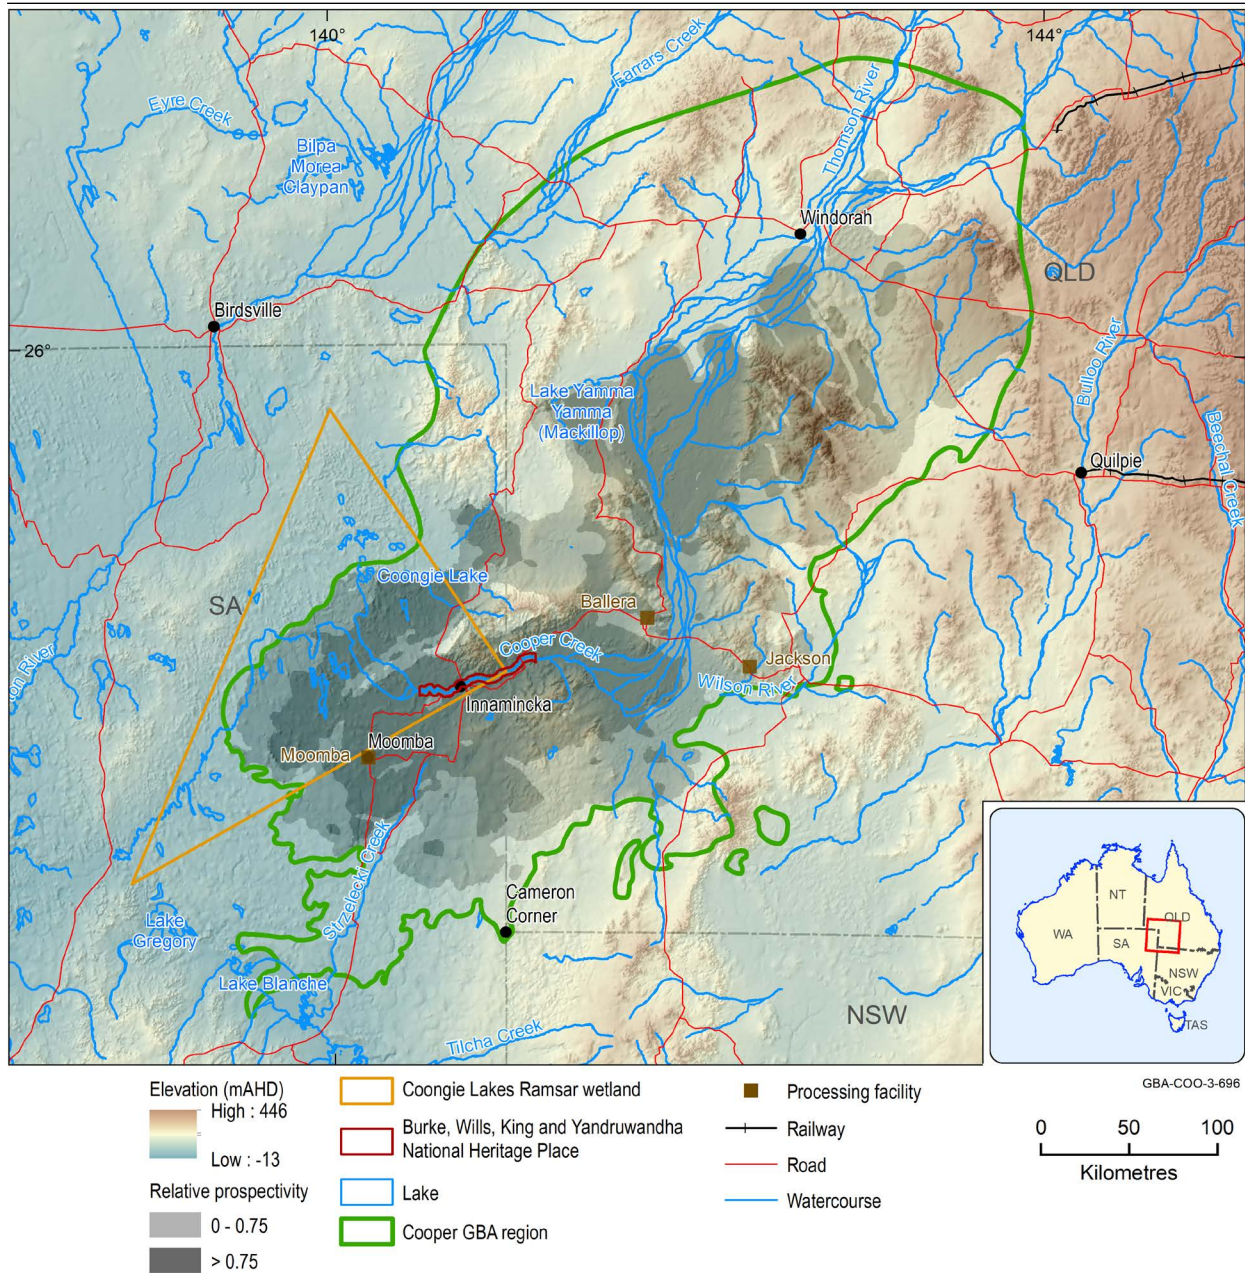 140°
144°
Farrars Creek
Eyre Creek
Thomson River
Bilpa
Morea
Claypan
Windorah
QLD
Birdsville
26°
Bulloo River
Lake Yamma
Yamma
(Mackillop)
Beechal Creek
Quilpie
Coongie Lake
SA
Ballera
Cooper Creek
Jackson
Wilson River
ton River
Innamincka
Moomba
Moomba
Strzelecki Creek
Cameron
Corner
Lake
Gregory
Lake Blanche
NSW
Tilcha Creek
NT
QLD
WA
SA
NSW
VIC
TAS
GBA-COO-3-696
Elevation (mAHD)
High : 446
Low : -13
Relative prospectivity
0 - 0.75
> 0.75
Coongie Lakes Ramsar wetland
Burke, Wills, King and Yandruwandha
National Heritage Place
Lake
Cooper GBA region
Processing facility
Railway
Road
Watercourse
0 50 100
Kilometres